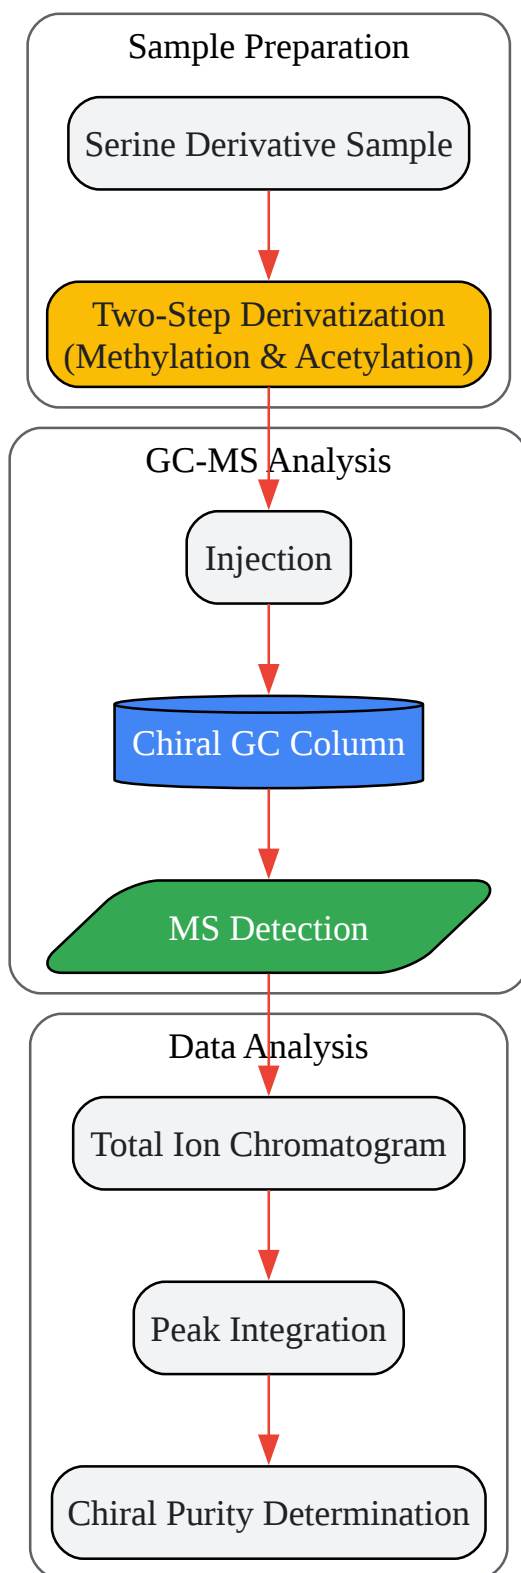 Sample Preparation
Serine Derivative Sample
Two-Step Derivatization
(Methylation & Acetylation)
GC-MS Analysis
Injection
Chiral GC Column
MS Detection
Data Analysis
Total Ion Chromatogram
Peak Integration
Chiral Purity Determination